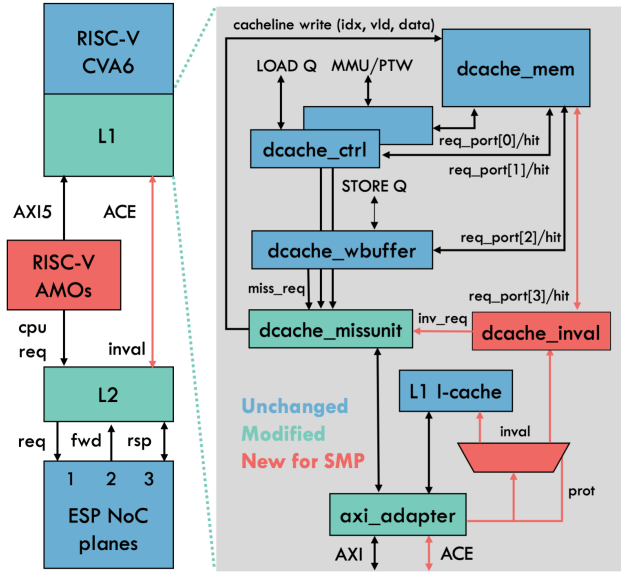 RISC-V
CVA6
L1
AXI5
ACE
RISC-V
AMOs
cpu
req
inval
L2
req
fwd
rsp
1
2
3
ESP NoC
planes
cacheline write (idx, vld, data)
LOAD Q
MMU/PTW
dcache_mem
dcache_ctrl
req_port[0]/hit
req_port[1]/hit
STORE Q
dcache_wbuffer
req_port[2]/hit
miss_req
req_port[3]/hit
dcache_missunit
inv_req
dcache_inval
L1 I-cache
Unchanged
Modified
New for SMP
inval
prot
axi_adapter
AXI
ACE